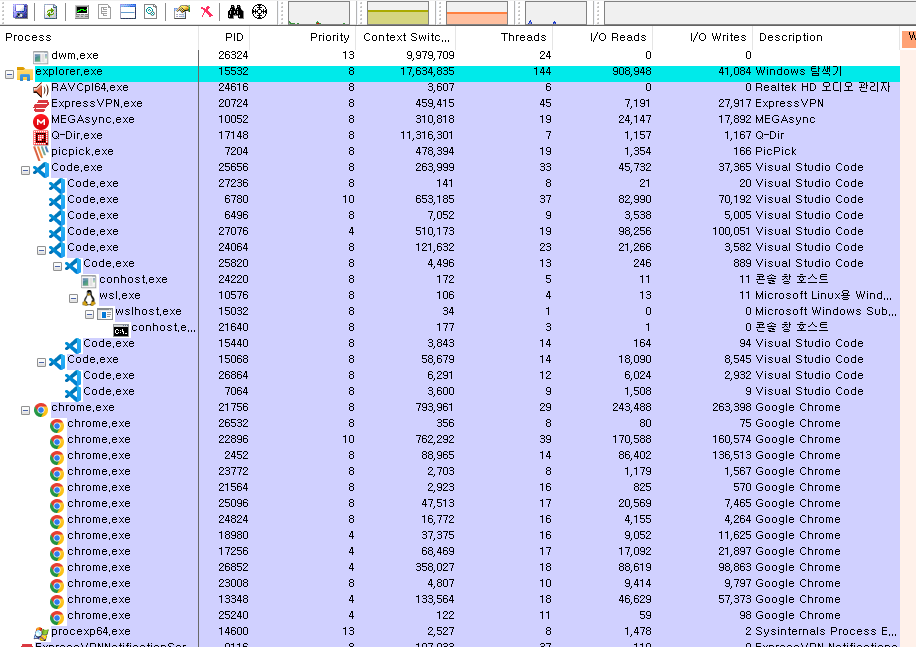 Process PID Priority Context Switc... Threads I/O Reads I/O Writes Description W
dwm.exe 26324 13 9,979,709 24 0 0
explorer.exe 15532 8 17,634,835 144 908,948 41,084 Windows 탐색기
RAVCpl64.exe 24616 8 3,607 6 0 0 Realtek HD 오디오 관리자
ExpressVPN.exe 20724 8 459,415 45 7,191 27,917 ExpressVPN
MEGAsync.exe 10052 8 310,818 19 24,147 17,892 MEGAsync
Q-Dir.exe 17148 8 11,316,301 7 1,157 1,167 Q-Dir
picpick.exe 7204 8 478,394 19 1,354 166 PicPick
Code.exe 25656 8 263,999 33 45,732 37,365 Visual Studio Code
Code.exe 27236 8 141 8 21 20 Visual Studio Code
Code.exe 6780 10 653,185 37 82,990 70,192 Visual Studio Code
Code.exe 6496 8 7,052 9 3,538 5,005 Visual Studio Code
Code.exe 27076 4 510,173 19 98,256 100,051 Visual Studio Code
Code.exe 24064 8 121,632 23 21,266 3,582 Visual Studio Code
Code.exe 25820 8 4,496 13 246 889 Visual Studio Code
conhost.exe 24220 8 172 5 11 11 콘솔 창 호스트
wsl.exe 10576 8 106 4 13 11 Microsoft Linux용 Wind...
wslhost.exe 15032 8 34 1 0 0 Microsoft Windows Sub...
conhost.e... 21640 8 177 3 1 0 콘솔 창 호스트
Code.exe 15440 8 3,843 14 164 94 Visual Studio Code
Code.exe 15068 8 58,679 14 18,090 8,545 Visual Studio Code
Code.exe 26864 8 6,291 12 6,024 2,932 Visual Studio Code
Code.exe 7064 8 3,600 9 1,508 9 Visual Studio Code
chrome.exe 21756 8 793,961 29 243,488 263,398 Google Chrome
chrome.exe 26532 8 356 8 80 75 Google Chrome
chrome.exe 22896 10 762,292 39 170,588 160,574 Google Chrome
chrome.exe 2452 8 88,965 14 86,402 136,513 Google Chrome
chrome.exe 23772 8 2,703 8 1,179 1,567 Google Chrome
chrome.exe 21564 8 2,923 16 825 570 Google Chrome
chrome.exe 25096 8 47,513 17 20,569 7,465 Google Chrome
chrome.exe 24824 8 16,772 16 4,155 4,264 Google Chrome
chrome.exe 18980 4 37,375 16 9,052 11,625 Google Chrome
chrome.exe 17256 4 68,469 17 17,092 21,897 Google Chrome
chrome.exe 26852 4 358,027 18 88,619 98,863 Google Chrome
chrome.exe 23008 8 4,807 10 9,414 9,797 Google Chrome
chrome.exe 13348 4 133,564 18 46,629 57,373 Google Chrome
chrome.exe 25240 4 122 11 59 98 Google Chrome
procexp64.exe 14600 13 2,527 8 1,478 2 Sysinternals Process E...